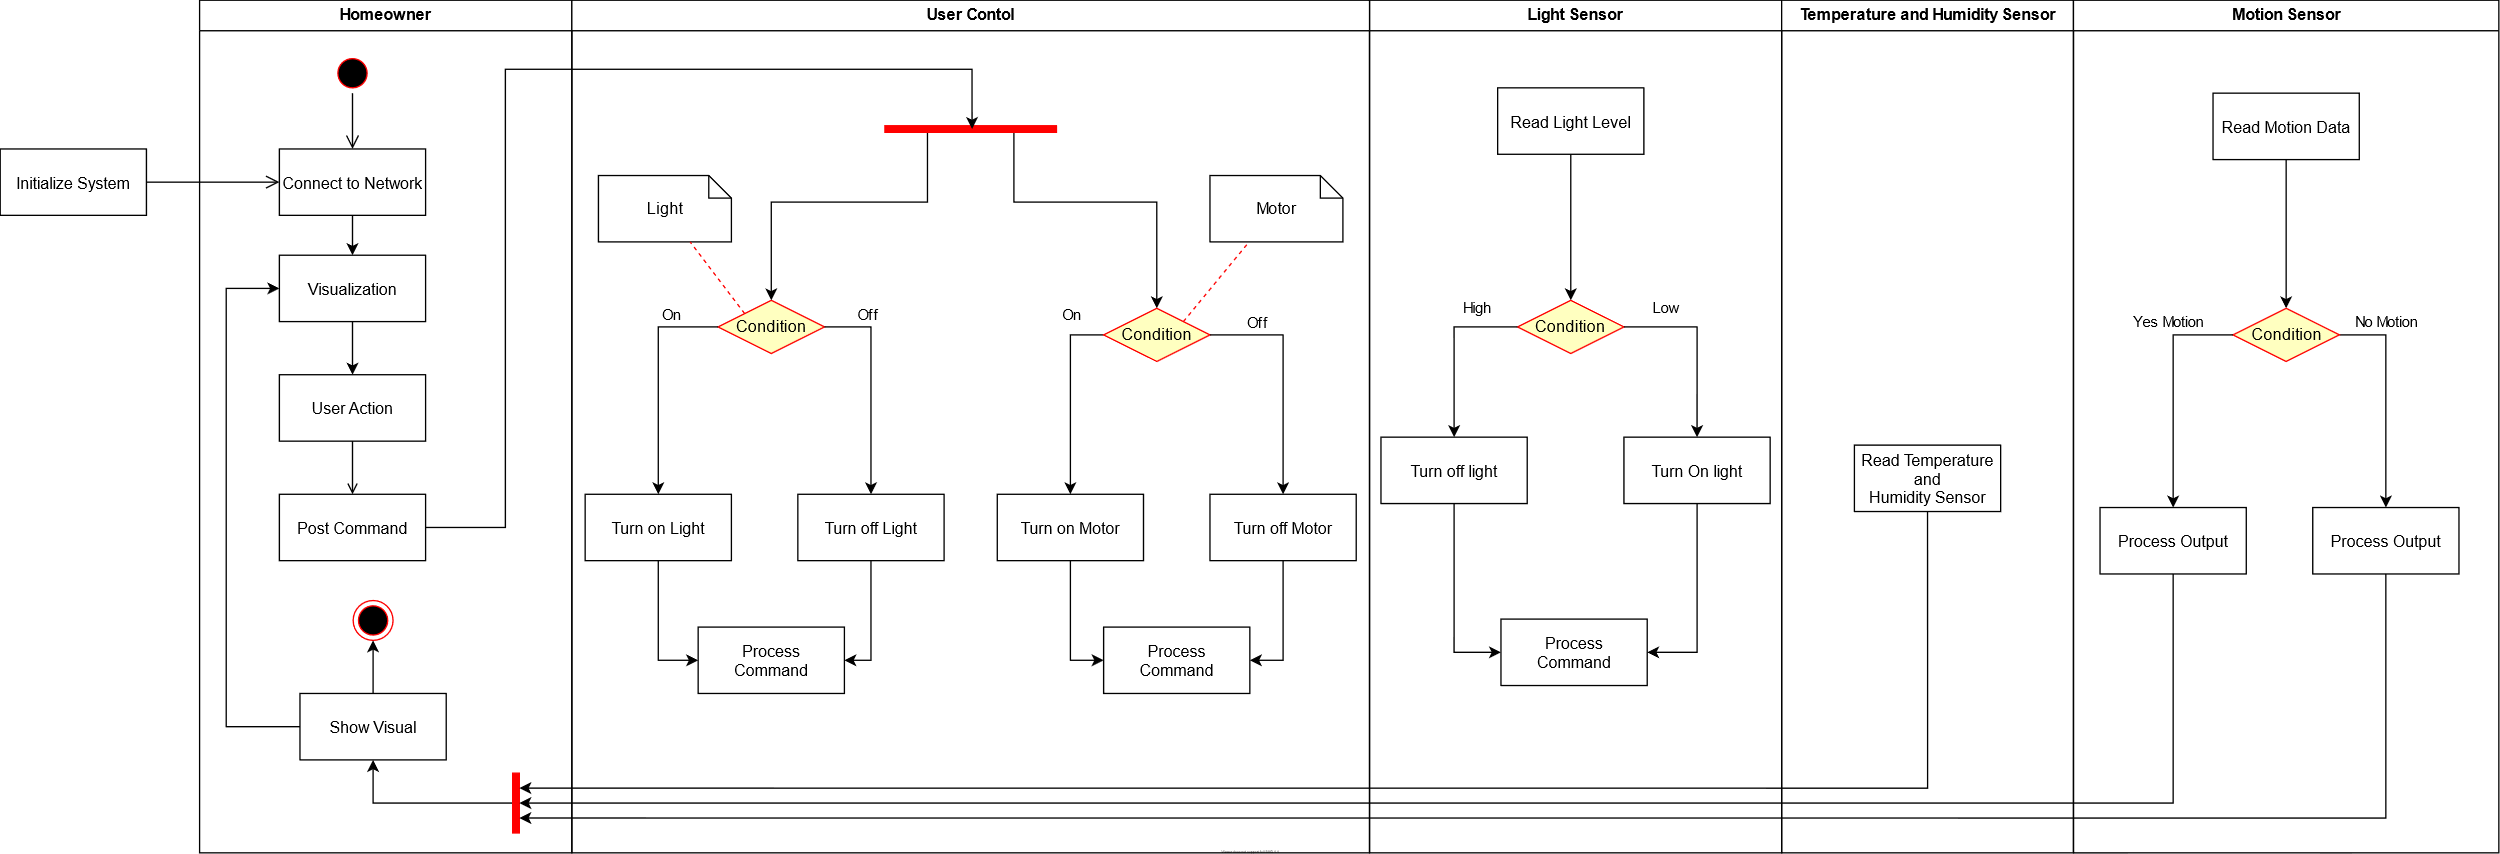 Homeowner
User Contol
Light Sensor
Temperature and Humidity Sensor
Motion Sensor
Initialize System
Connect to Network
Visualization
User Action
Post Command
Show Visual
Light
Motor
Condition
On
Off
Condition
On
Off
Turn on Light
Turn off Light
Turn on Motor
Turn off Motor
Process
Command
Process
Command
Read Light Level
Condition
High
Low
Turn off light
Turn On light
Process
Command
Read Temperature
and
Humidity Sensor
Read Motion Data
Condition
Yes Motion
No Motion
Process Output
Process Output